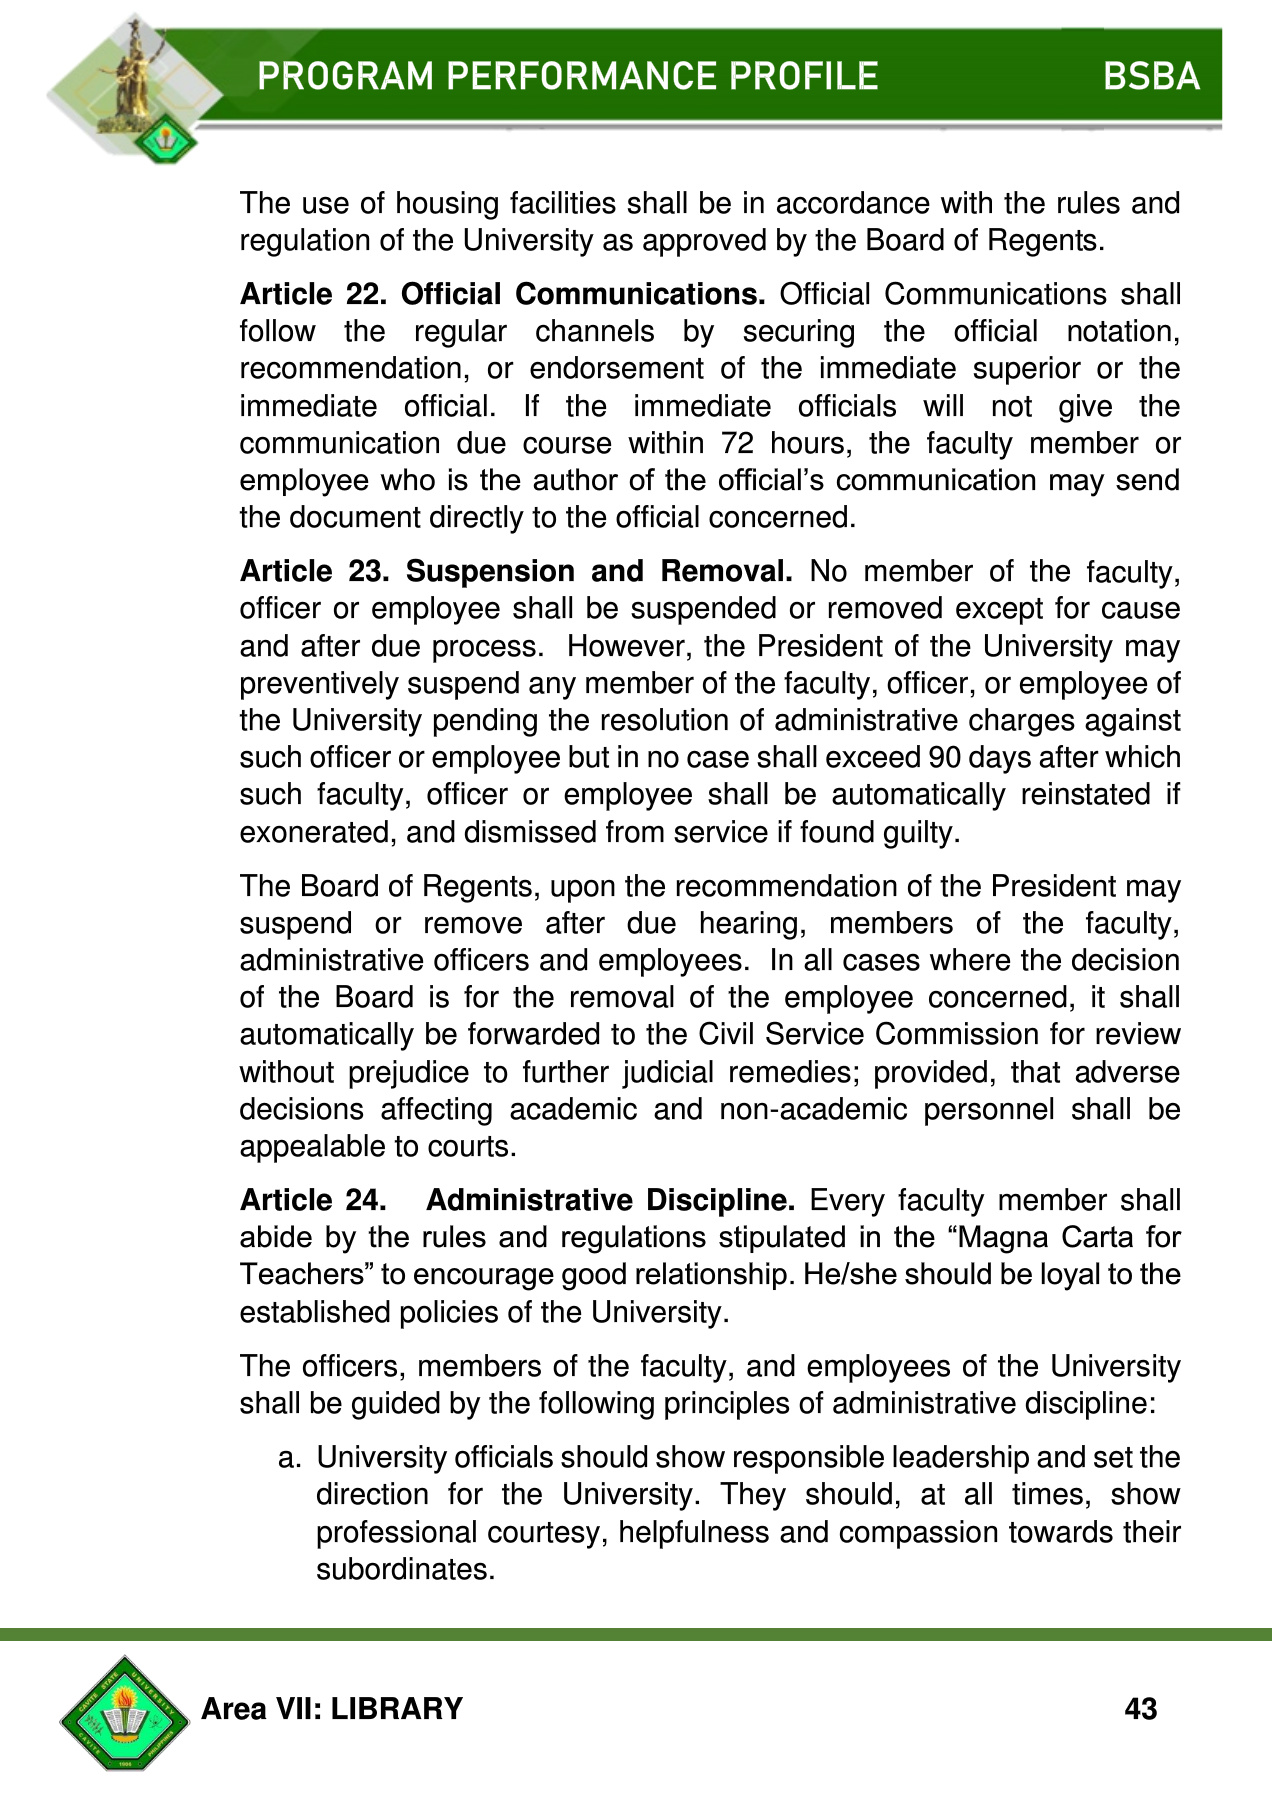 PROGRAM PERFORMANCE PROFILE BSBA
The use of housing facilities shall be in accordance with the rules and
regulation of the University as approved by the Board of Regents.
Article 22. Official Communications. Official Communications shall
follow the regular channels by securing the official notation,
recommendation, or endorsement of the immediate superior or the
immediate official. If the immediate officials will not give the
communication due course within 72 hours, the faculty member or
employee who is the author of the official’s communication may send
the document directly to the official concerned.
Article 23. Suspension and Removal. No member of the faculty,
officer or employee shall be suspended or removed except for cause
and after due process. However, the President of the University may
preventively suspend any member of the faculty, officer, or employee of
the University pending the resolution of administrative charges against
such officer or employee but in no case shall exceed 90 days after which
such faculty, officer or employee shall be automatically reinstated if
exonerated, and dismissed from service if found guilty.
The Board of Regents, upon the recommendation of the President may
suspend or remove after due hearing, members of the faculty,
administrative officers and employees. In all cases where the decision
of the Board is for the removal of the employee concerned, it shall
automatically be forwarded to the Civil Service Commission for review
without prejudice to further judicial remedies; provided, that adverse
decisions affecting academic and non-academic personnel shall be
appealable to courts.
Article 24. Administrative Discipline. Every faculty member shall
abide by the rules and regulations stipulated in the “Magna Carta for
Teachers” to encourage good relationship. He/she should be loyal to the
established policies of the University.
The officers, members of the faculty, and employees of the University
shall be guided by the following principles of administrative discipline:
a. University officials should show responsible leadership and set the
direction for the University. They should, at all times, show
professional courtesy, helpfulness and compassion towards their
subordinates.
CAVITE STATE UNIVERSITY
CAVITE 1906 PHILIPPINES
Area VII: LIBRARY 43